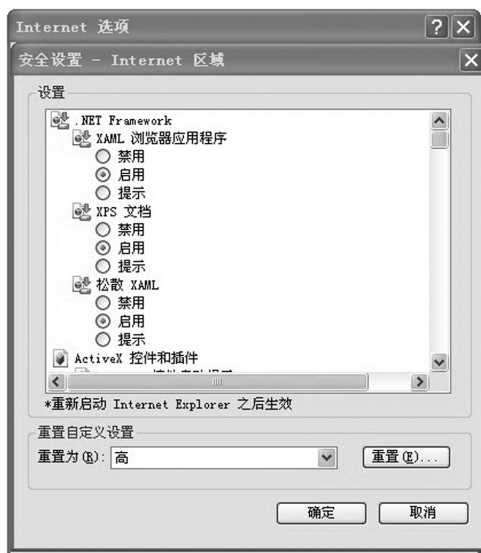 Internet 选项
安全设置 - Internet 区域
设置
.NET Framework
XAML 浏览器应用程序
禁用
启用
提示
XPS 文档
禁用
启用
提示
松散 XAML
禁用
启用
提示
ActiveX 控件和插件
*重新启动 Internet Explorer 之后生效
重置自定义设置
重置为(R): 高
重置(E)...
确定 取消